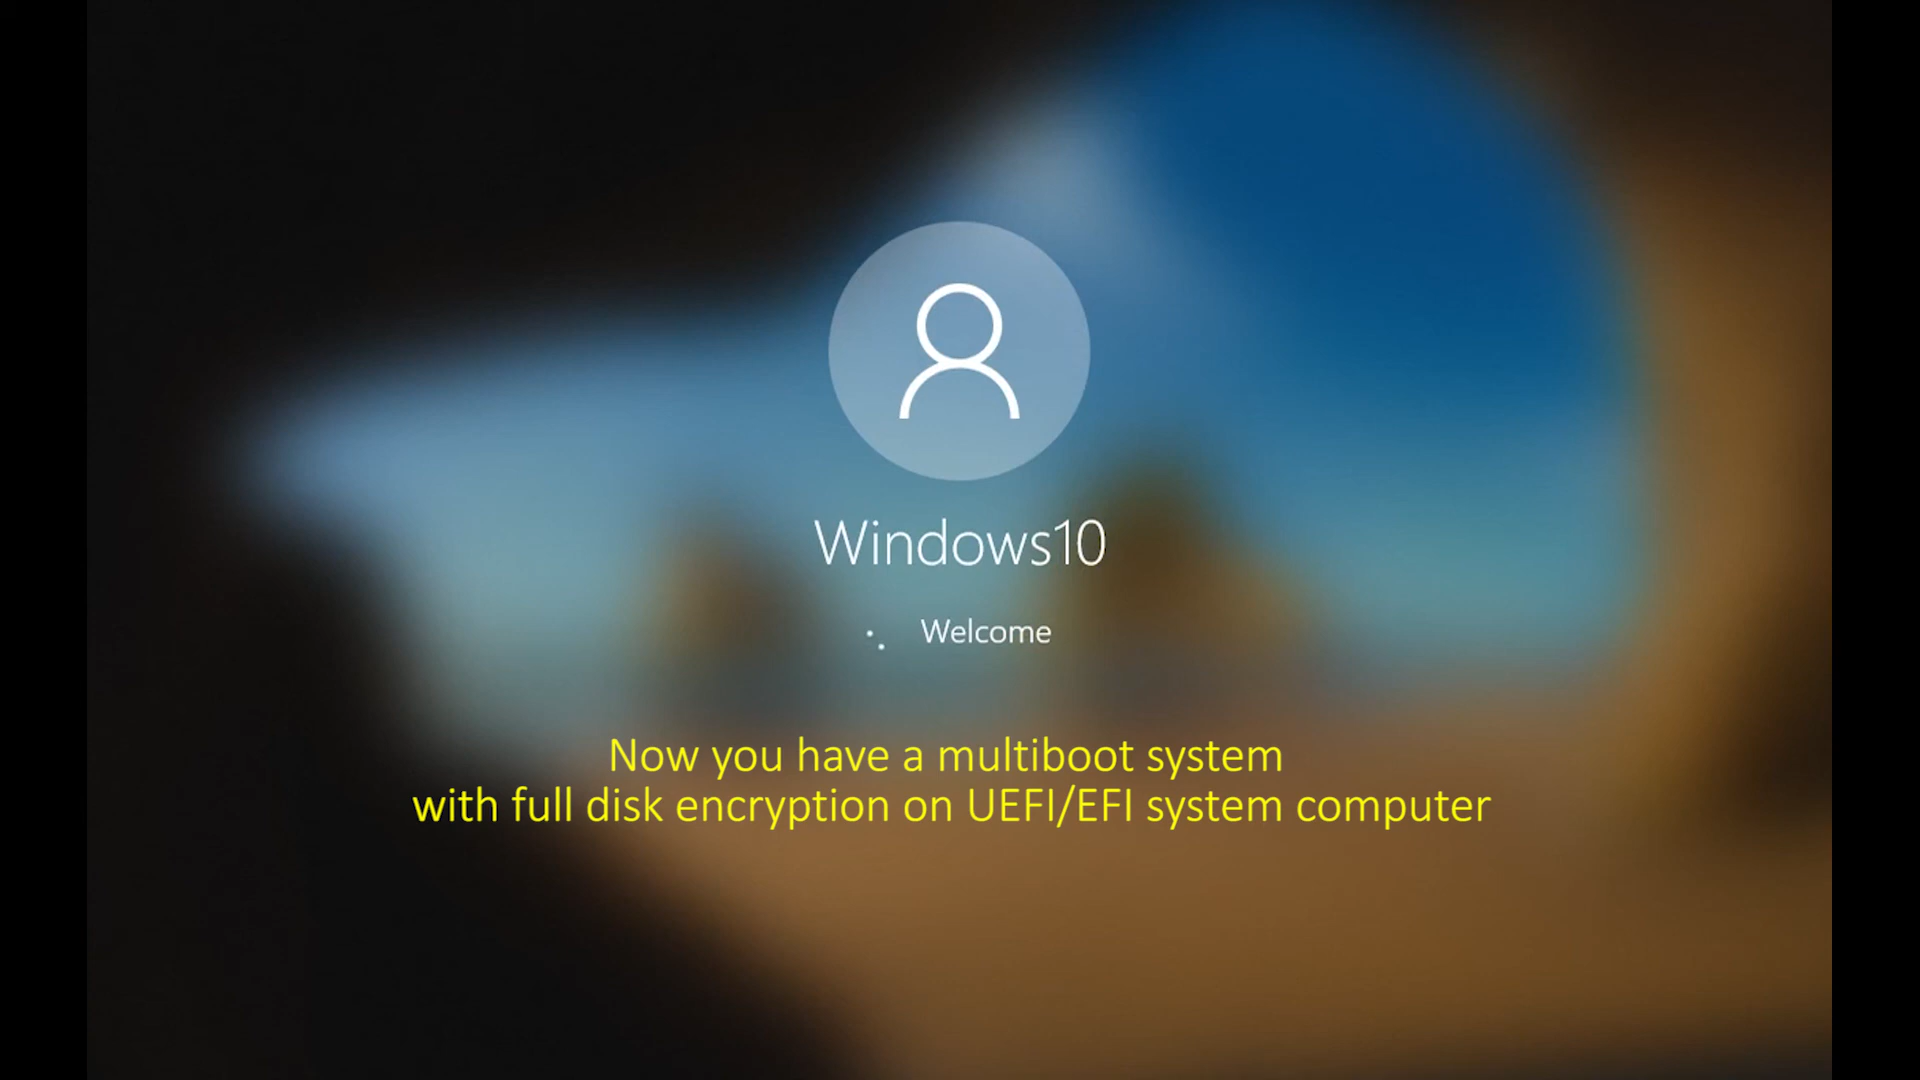 Windows10
Welcome
Now you have a multiboot system
with full disk encryption on UEFI/EFI system computer